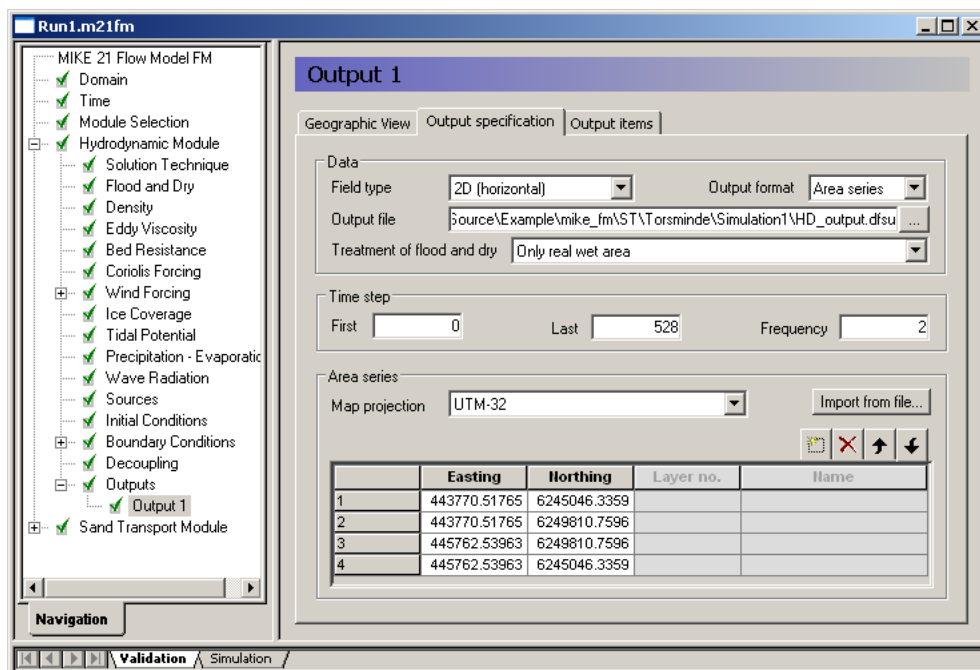 Run1.m21fm
MIKE 21 Flow Model FM
Domain
Time
Module Selection
Hydrodynamic Module
Solution Technique
Flood and Dry
Density
Eddy Viscosity
Bed Resistance
Coriolis Forcing
Wind Forcing
Ice Coverage
Tidal Potential
Precipitation - Evaporatic
Wave Radiation
Sources
Initial Conditions
Boundary Conditions
Decoupling
Outputs
Output 1
Sand Transport Module
Navigation
Output 1
Geographic View Output specification Output items
Data
Field type 2D (horizontal) Output format Area series
Output file Source\Example\mike_fm\ST\Torsminde\Simulation1\HD_output.dfsu ...
Treatment of flood and dry Only real wet area
Time step
First 0 Last 528 Frequency 2
Area series
Map projection UTM-32 Import from file...
Easting Northing Layer no. Name
1 443770.51765 6245046.3359
2 443770.51765 6249810.7596
3 445762.53963 6249810.7596
4 445762.53963 6245046.3359
Validation Simulation